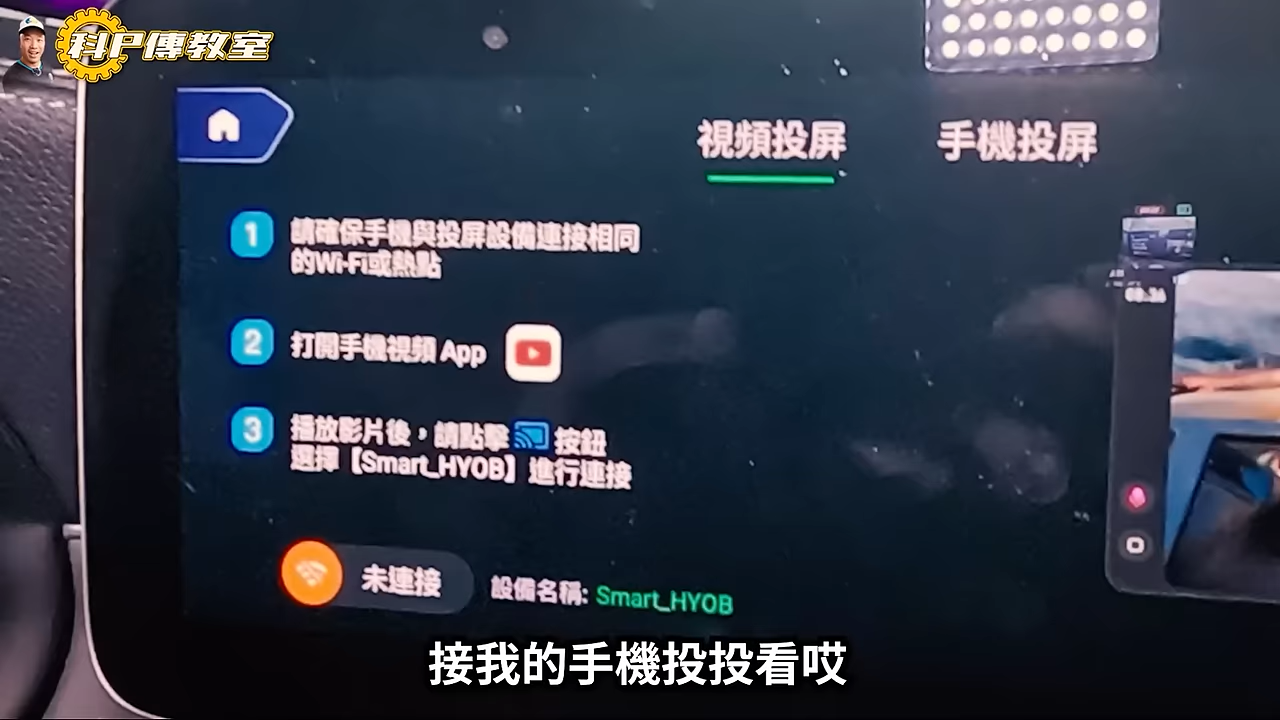 科尸傳教室
視頻投屏
手機投屏
1
請確保手機與投屏設備連接相同
的Wi-Fi或熱點
2
打開手機視頻 App
3
播放影片後，請點擊 按鈕
選擇【Smart_HYOB】進行連接
未連接
設備名稱: Smart_HYOB
接我的手機投投看哎